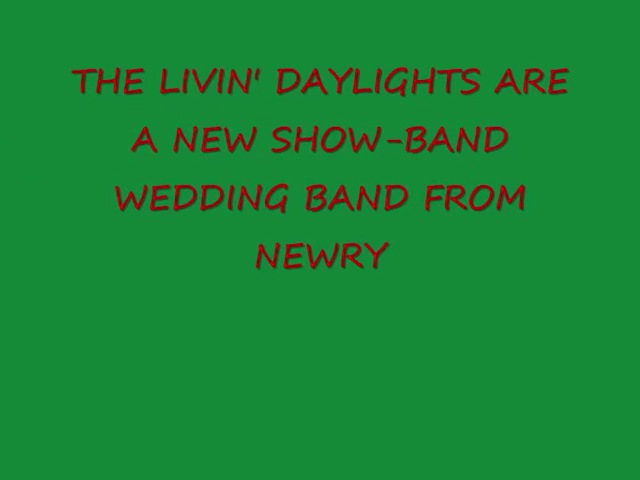 THE LIVIN' DAYLIGHTS ARE
A NEW SHOW-BAND
WEDDING BAND FROM
NEWRY